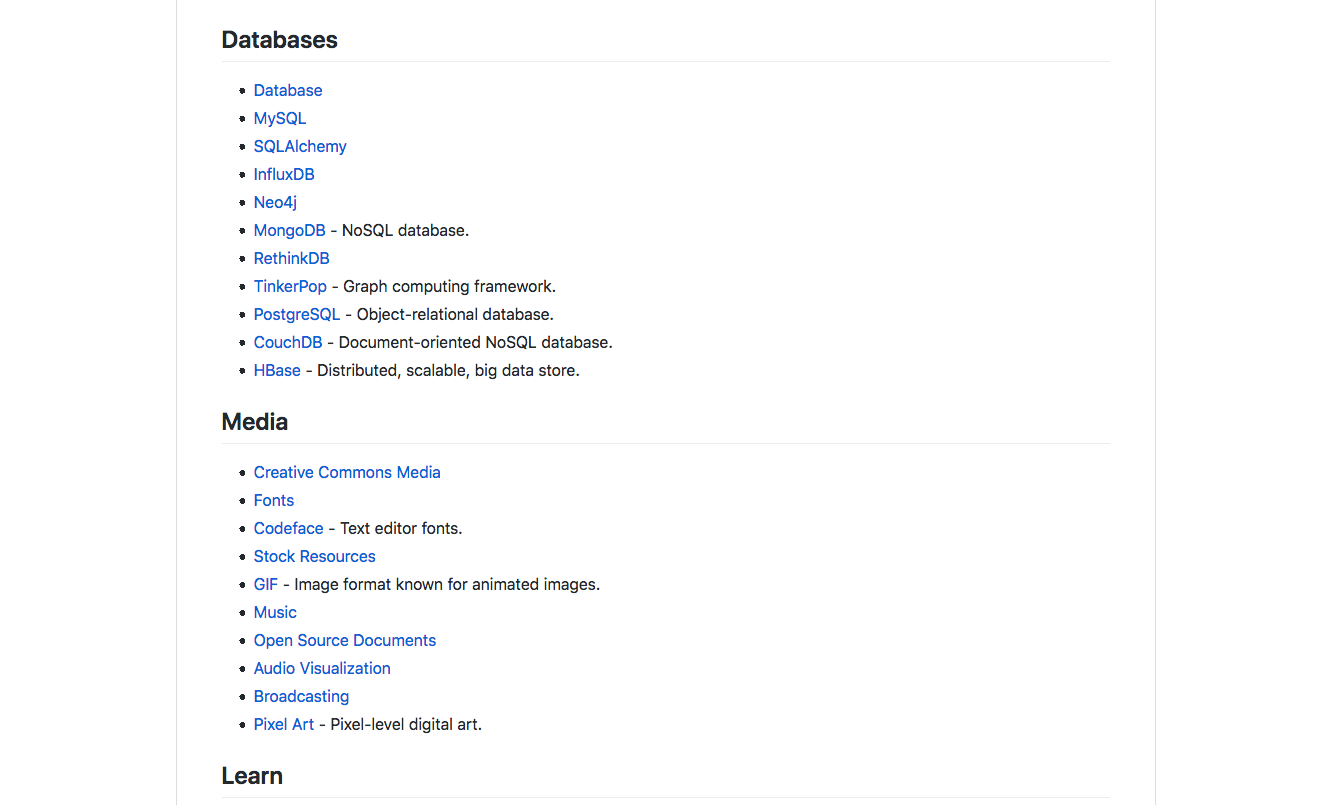 Databases
Database
MySQL
SQLAlchemy
InfluxDB
Neo4j
MongoDB - NoSQL database.
RethinkDB
TinkerPop - Graph computing framework.
PostgreSQL - Object-relational database.
CouchDB - Document-oriented NoSQL database.
HBase - Distributed, scalable, big data store.
Media
Creative Commons Media
Fonts
Codeface - Text editor fonts.
Stock Resources
GIF - Image format known for animated images.
Music
Open Source Documents
Audio Visualization
Broadcasting
Pixel Art - Pixel-level digital art.
Learn